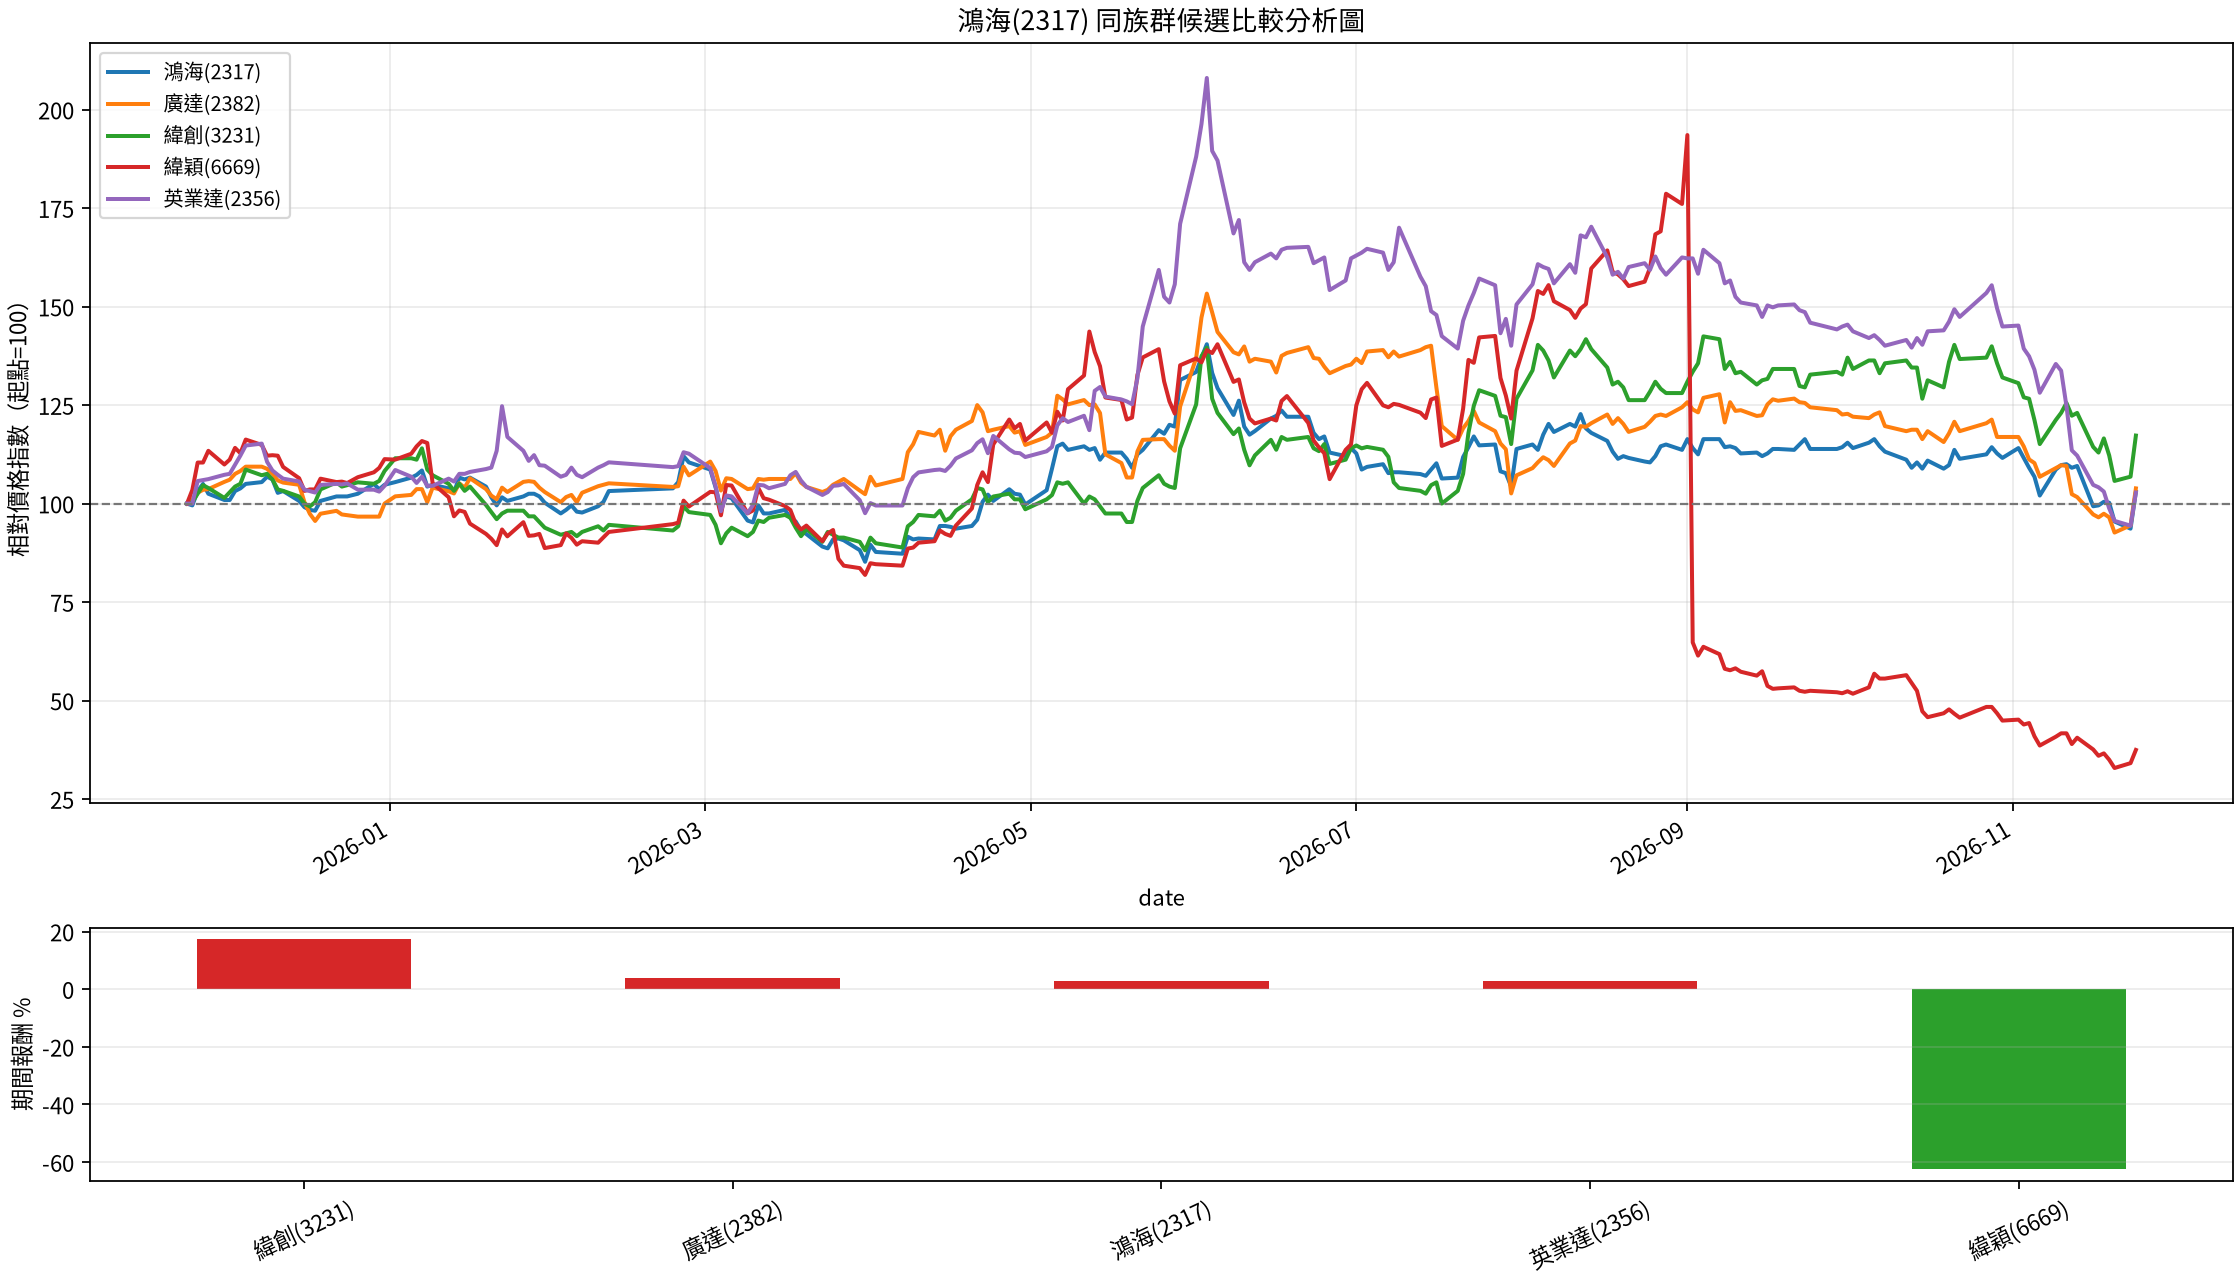 鴻海(2317) 同族群候選比較分析圖
鴻海(2317)
廣達(2382)
緯創(3231)
緯穎(6669)
英業達(2356)
相對價格指數（起點=100）
200
175
150
125
100
75
50
25
2026-01
2026-03
2026-05
2026-07
2026-09
2026-11
date
期間報酬 %
20
0
-20
-40
-60
緯創(3231)
廣達(2382)
鴻海(2317)
英業達(2356)
緯穎(6669)